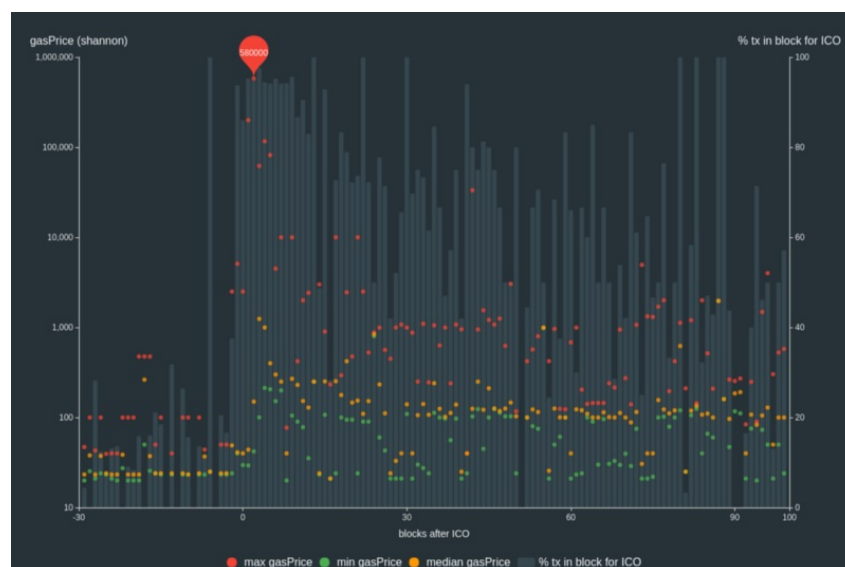 gasPrice (shannon)
% tx in block for ICO
580000
1,000,000
100,000
10,000
1,000
100
10
100
80
60
40
20
0
-30
0
30
60
90
100
blocks after ICO
max gasPrice
min gasPrice
median gasPrice
% tx in block for ICO